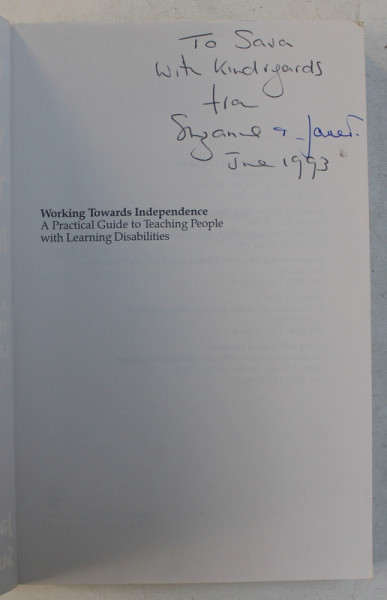 To Sava
With Kind regards
from
Suzanne & Janet.
June 1993
Working Towards Independence
A Practical Guide to Teaching People
with Learning Disabilities